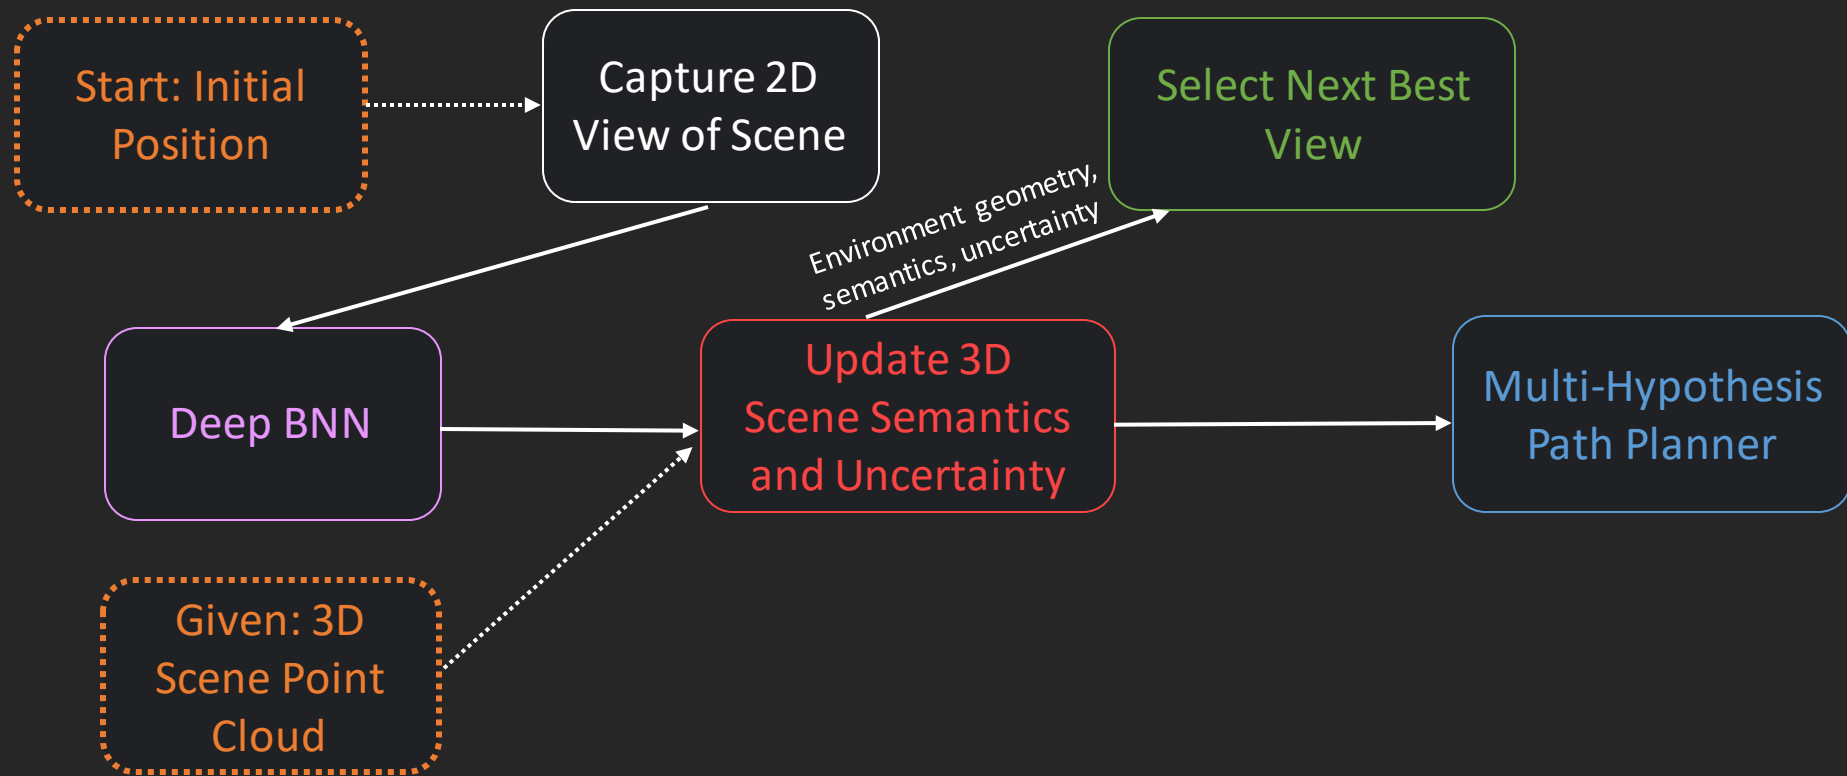 Start: Initial
Position
Capture 2D
View of Scene
Select Next Best
View
Environment geometry,
semantics, uncertainty
Deep BNN
Update 3D
Scene Semantics
and Uncertainty
Multi-Hypothesis
Path Planner
Given: 3D
Scene Point
Cloud